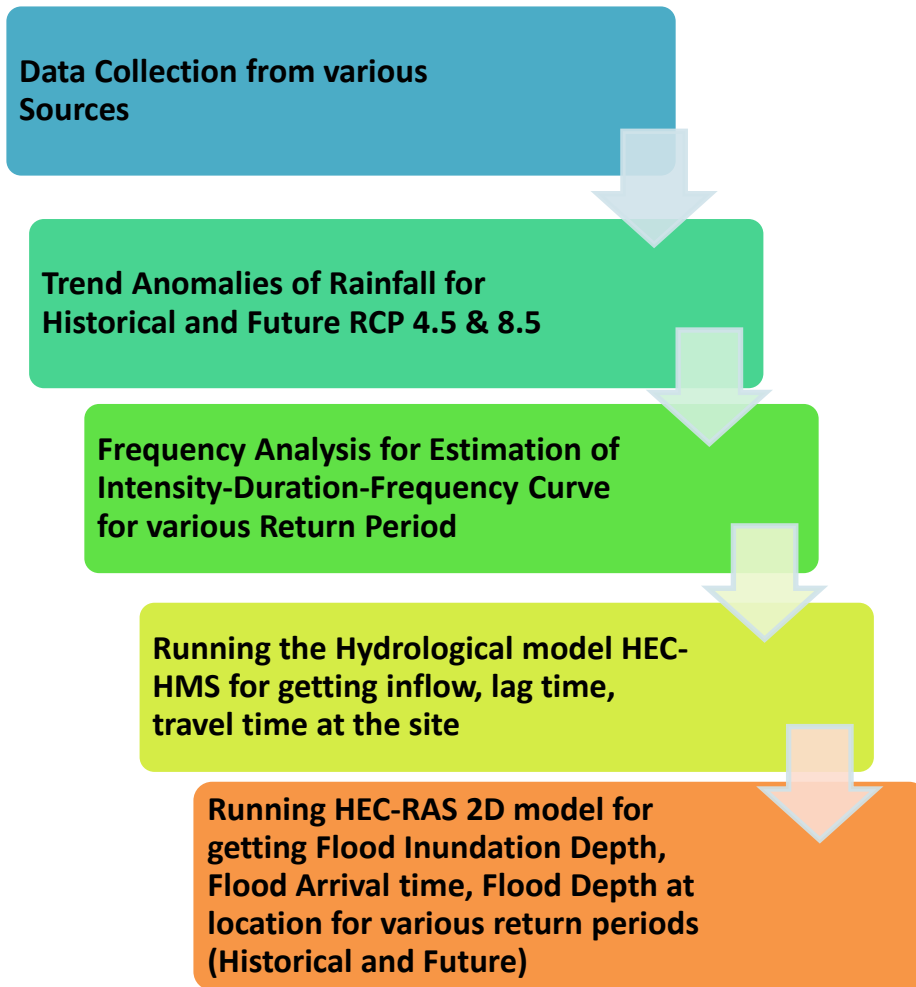 Data Collection from various
Sources
Trend Anomalies of Rainfall for
Historical and Future RCP 4.5 & 8.5
Frequency Analysis for Estimation of
Intensity-Duration-Frequency Curve
for various Return Period
Running the Hydrological model HEC-
HMS for getting inflow, lag time,
travel time at the site
Running HEC-RAS 2D model for
getting Flood Inundation Depth,
Flood Arrival time, Flood Depth at
location for various return periods
(Historical and Future)